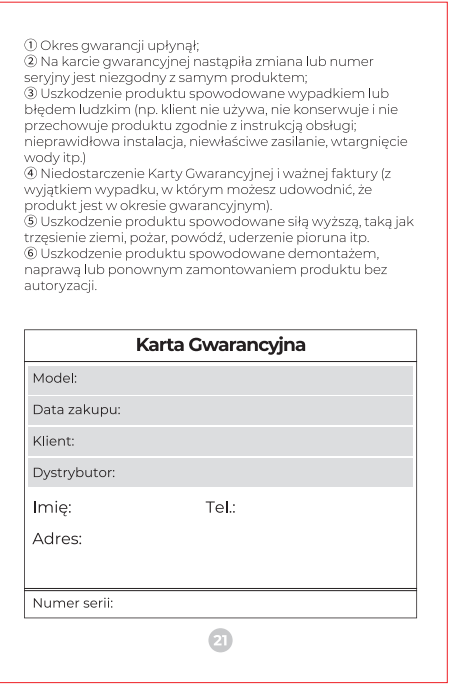 ① Okres gwarancji upłynął;
② Na karcie gwarancyjnej nastąpiła zmiana lub numer
seryjny jest niezgodny z samym produktem;
③ Uszkodzenie produktu spowodowane wypadkiem lub
błędem ludzkim (np. klient nie używa, nie konserwuje i nie
przechowuje produktu zgodnie z instrukcją obsługi;
nieprawidłowa instalacja, niewłaściwe zasilanie, wtargnięcie
wody itp.)
④ Niedostarczenie Karty Gwarancyjnej i ważnej faktury (z
wyjątkiem wypadku, w którym możesz udowodnić, że
produkt jest w okresie gwarancyjnym).
⑤ Uszkodzenie produktu spowodowane siłą wyższą, taką jak
trzęsienie ziemi, pożar, powódź, uderzenie pioruna itp.
⑥ Uszkodzenie produktu spowodowane demontażem,
naprawą lub ponownym zamontowaniem produktu bez
autoryzacji.
Karta Gwarancyjna
Model:
Data zakupu:
Klient:
Dystrybutor:
Imię: Tel.:
Adres:
Numer serii:
21